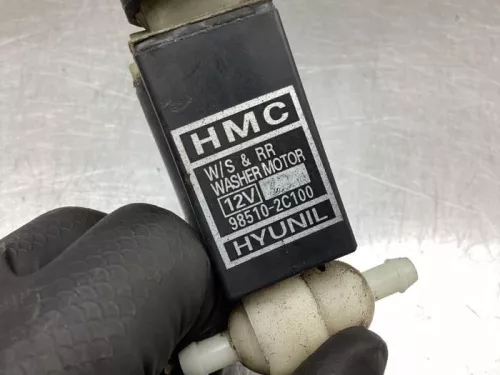 HMC
W/S & RR
WASHER MOTOR
12V
98510-2C100
HYUNIL